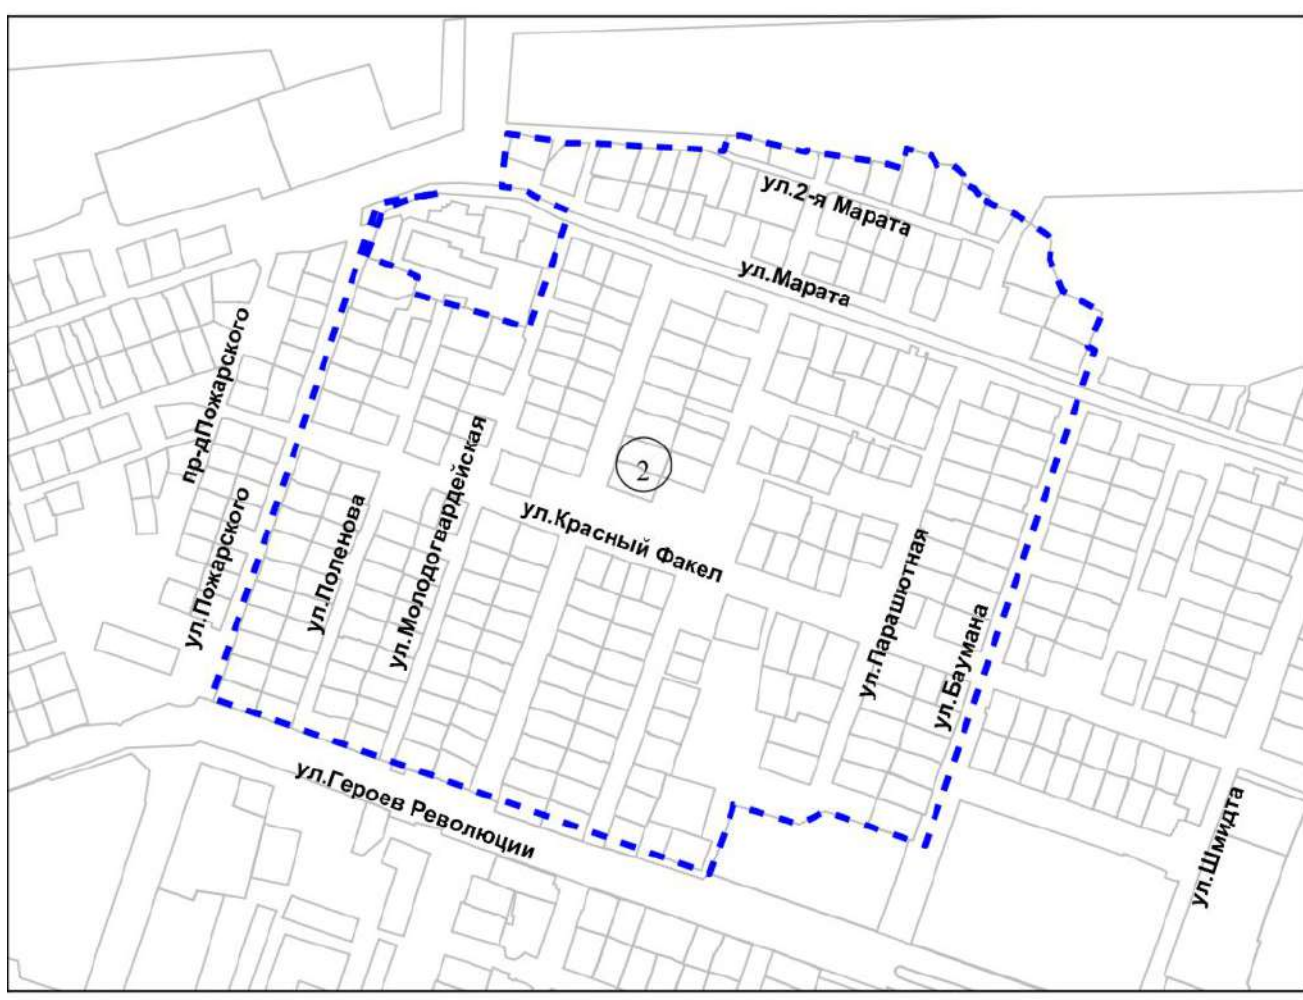 ул.2-я Марата
ул.Марата
пр-дПожарского
2
ул.Красный Факел
ул.Пожарского
ул.Поленова
ул.Молодогвардейская
ул.Парашютная
ул.Баумана
ул.Героев Революции
ул.Шмидта